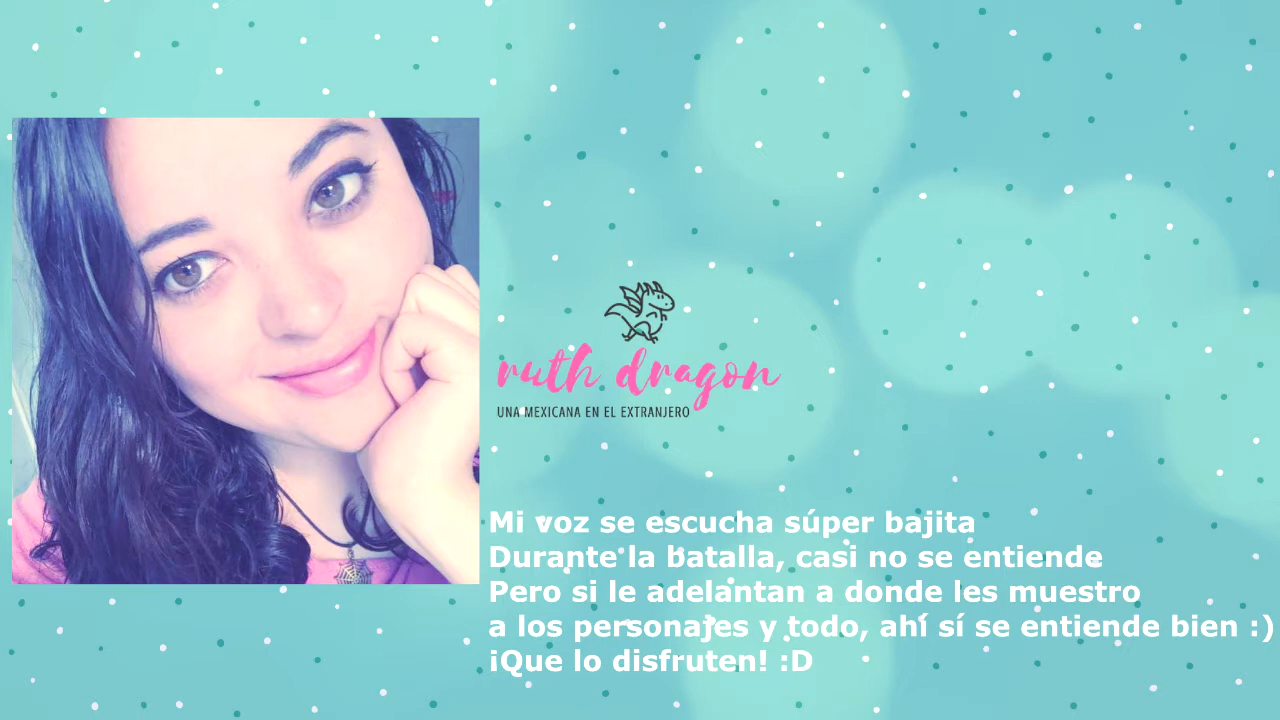 ruth dragon
UNA MEXICANA EN EL EXTRANJERO
Mi voz se escucha súper bajita
Durante la batalla, casi no se entiende
Pero si le adelantan a donde les muestro
a los personajes y todo, ahí sí se entiende bien :)
¡Que lo disfruten! :D